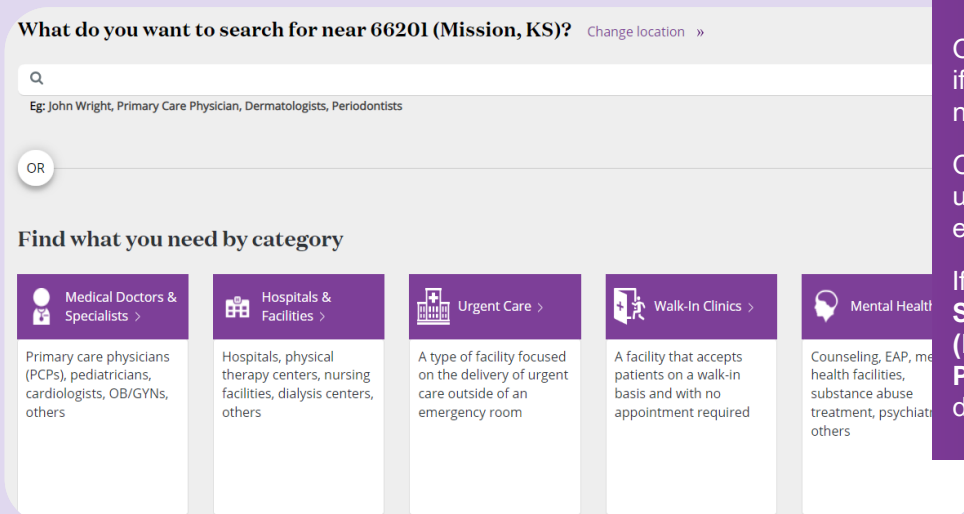 What do you want to search for near 66201 (Mission, KS)? Change location »
Eg: John Wright, Primary Care Physician, Dermatologists, Periodontists
OR
Find what you need by category
Medical Doctors &
Specialists >
Primary care physicians
(PCPs), pediatricians,
cardiologists, OB/GYNs,
others
Hospitals &
Facilities >
Hospitals, physical
therapy centers, nursing
facilities, dialysis centers,
others
Urgent Care >
A type of facility focused
on the delivery of urgent
care outside of an
emergency room
Walk-In Clinics >
A facility that accepts
patients on a walk-in
basis and with no
appointment required
Mental Health
Counseling, EAP,
health facilities,
substance abuse
treatment,
others
If